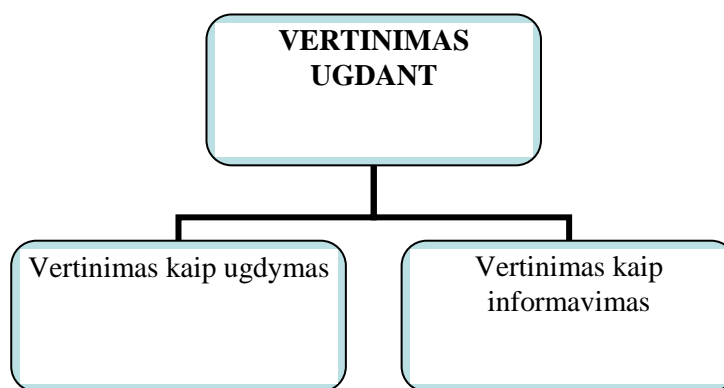 VERTINIMAS
UGDANT
Vertinimas kaip ugdymas
Vertinimas kaip
informavimas